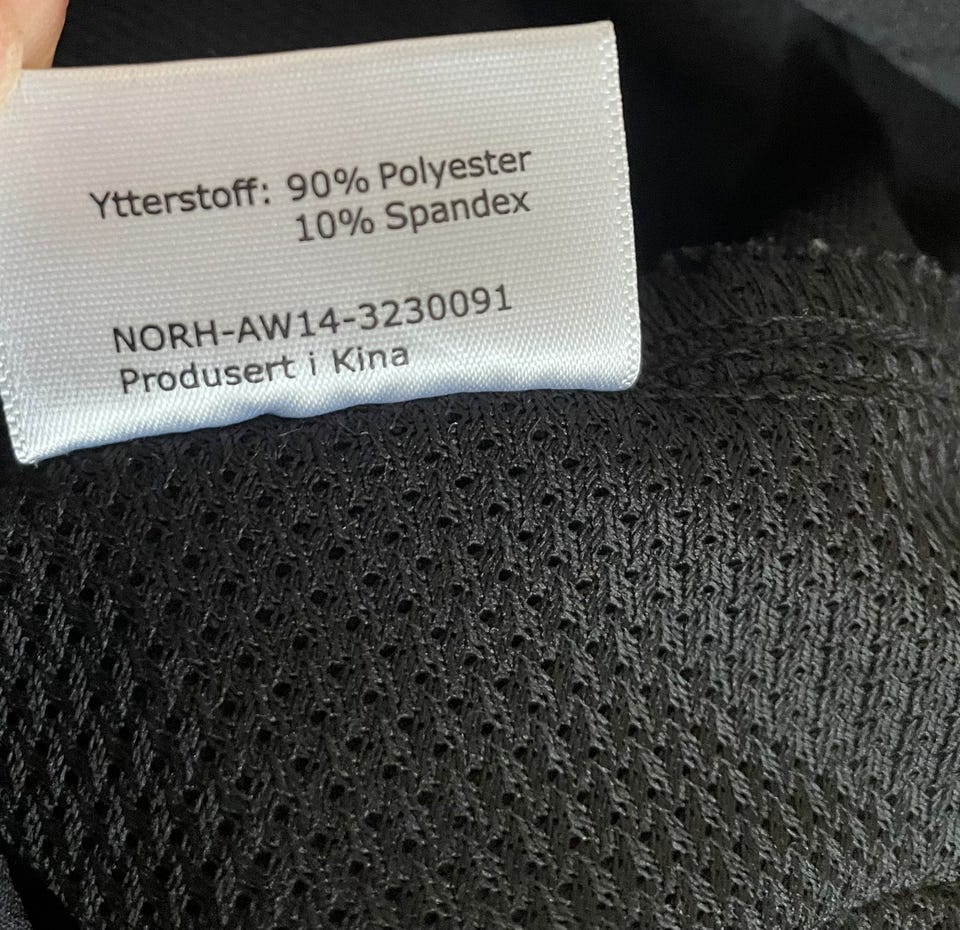 Ytterstoff: 90% Polyester
10% Spandex
NORH-AW14-3230091
Produsert i Kina